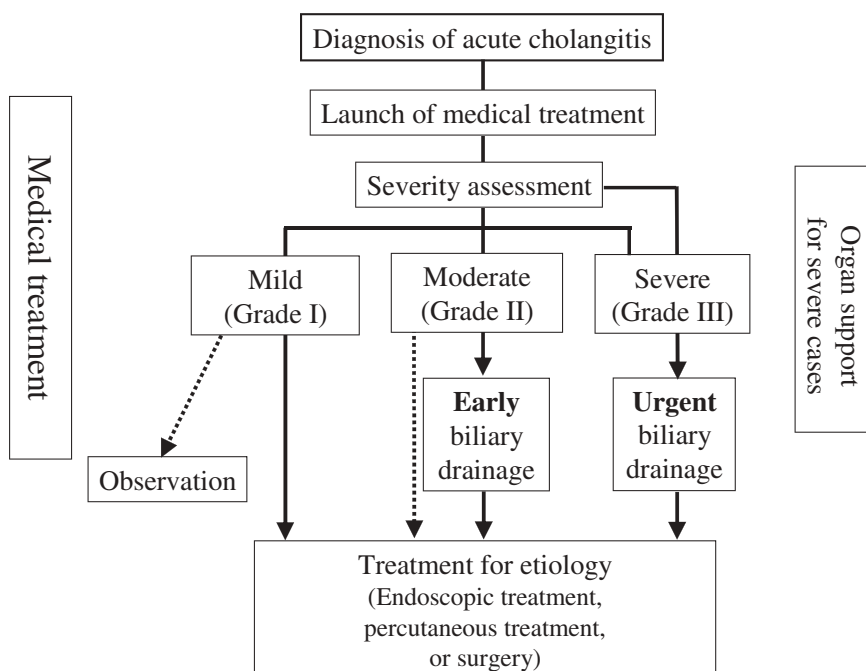 Diagnosis of acute cholangitis
Launch of medical treatment
Severity assessment
Medical treatment
Organ support
for severe cases
Mild
(Grade I)
Moderate
(Grade II)
Severe
(Grade III)
Early
biliary
drainage
Urgent
biliary
drainage
Observation
Treatment for etiology
(Endoscopic treatment,
percutaneous treatment,
or surgery)